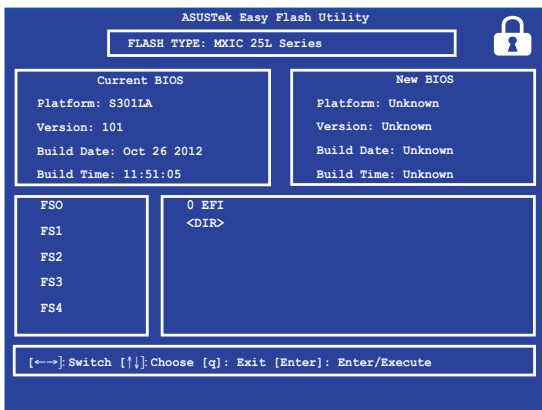 ASUSTek Easy Flash Utility
FLASH TYPE: MXIC 25L Series
Current BIOS
Platform: S301LA
Version: 101
Build Date: Oct 26 2012
Build Time: 11:51:05
New BIOS
Platform: Unknown
Version: Unknown
Build Date: Unknown
Build Time: Unknown
FSO
FS1
FS2
FS3
FS4
0 EFI
<DIR>
[←→]: Switch [↑↓]: Choose [q]: Exit [Enter]: Enter/Execute